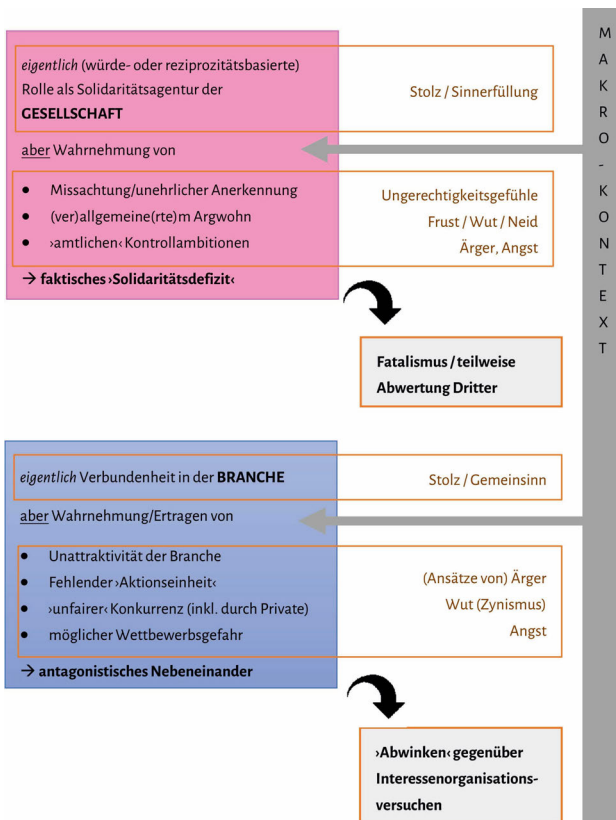 eigentlich (würde- oder reziprozitätsbasierte)
Rolle als Solidaritätsagentur der
GESELLSCHAFT
Stolz / Sinnerfüllung
aber Wahrnehmung von
• Missachtung/unehrlicher Anerkennung
• (ver)allgemeine(rte)m Argwohn
• ›amtlichen‹ Kontrollambitionen
Ungerechtigkeitsgefühle
Frust / Wut / Neid
Ärger, Angst
→ faktisches ›Solidaritätsdefizit‹
Fatalismus / teilweise
Abwertung Dritter
eigentlich Verbundenheit in der BRANCHE
Stolz / Gemeinsinn
aber Wahrnehmung/Ertragen von
• Unattraktivität der Branche
• Fehlender ›Aktionseinheit‹
• ›unfairer‹ Konkurrenz (inkl. durch Private)
• möglicher Wettbewerbsgefahr
(Ansätze von) Ärger
Wut (Zynismus)
Angst
→ antagonistisches Nebeneinander
›Abwinken‹ gegenüber
Interessenorganisations-
versuchen
M
A
K
R
O
-
K
O
N
T
E
X
T